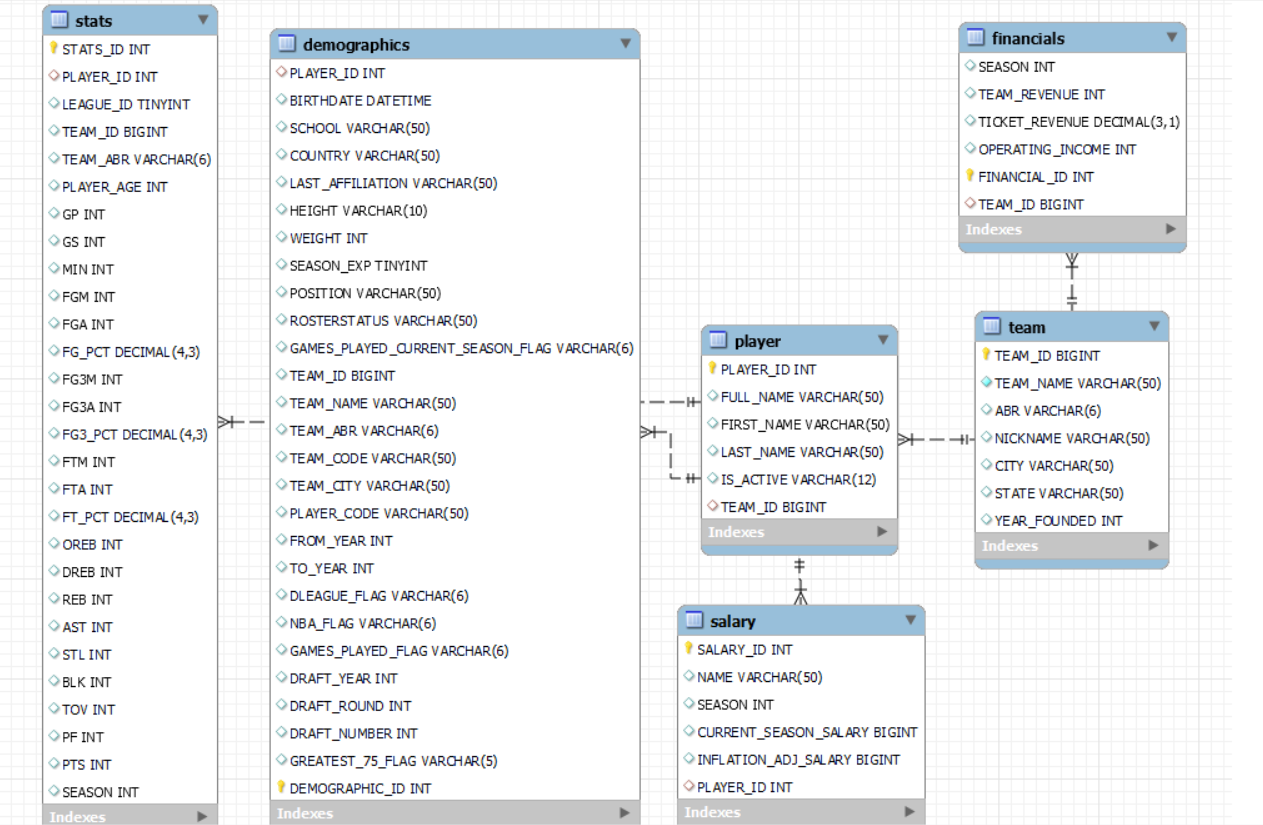 stats
STATS_ID INT
PLAYER_ID INT
LEAGUE_ID TINYINT
TEAM_ID BIGINT
TEAM_ABR VARCHAR(6)
PLAYER_AGE INT
GP INT
GS INT
MIN INT
FGM INT
FGA INT
FG_PCT DECIMAL(4,3)
FG3M INT
FG3A INT
FG3_PCT DECIMAL(4,3)
FTM INT
FTA INT
FT_PCT DECIMAL(4,3)
OREB INT
DREB INT
REB INT
AST INT
STL INT
BLK INT
TOV INT
PF INT
PTS INT
SEASON INT
Indexes
demographics
PLAYER_ID INT
BIRTHDATE DATETIME
SCHOOL VARCHAR(50)
COUNTRY VARCHAR(50)
LAST_AFFILIATION VARCHAR(50)
HEIGHT VARCHAR(10)
WEIGHT INT
SEASON_EXP TINYINT
POSITION VARCHAR(50)
ROSTERSTATUS VARCHAR(50)
GAMES_PLAYED_CURRENT_SEASON_FLAG VARCHAR(6)
TEAM_ID BIGINT
TEAM_NAME VARCHAR(50)
TEAM_ABR VARCHAR(6)
TEAM_CODE VARCHAR(50)
TEAM_CITY VARCHAR(50)
PLAYER_CODE VARCHAR(50)
FROM_YEAR INT
TO_YEAR INT
DLEAGUE_FLAG VARCHAR(6)
NBA_FLAG VARCHAR(6)
GAMES_PLAYED_FLAG VARCHAR(6)
DRAFT_YEAR INT
DRAFT_ROUND INT
DRAFT_NUMBER INT
GREATEST_75_FLAG VARCHAR(5)
DEMOGRAPHIC_ID INT
Indexes
player
PLAYER_ID INT
FULL_NAME VARCHAR(50)
FIRST_NAME VARCHAR(50)
LAST_NAME VARCHAR(50)
IS_ACTIVE VARCHAR(12)
TEAM_ID BIGINT
Indexes
salary
SALARY_ID INT
NAME VARCHAR(50)
SEASON INT
CURRENT_SEASON_SALARY BIGINT
INFLATION_ADJ_SALARY BIGINT
PLAYER_ID INT
Indexes
financials
SEASON INT
TEAM_REVENUE INT
TICKET_REVENUE DECIMAL(3,1)
OPERATING_INCOME INT
FINANCIAL_ID INT
TEAM_ID BIGINT
Indexes
team
TEAM_ID BIGINT
TEAM_NAME VARCHAR(50)
ABR VARCHAR(6)
NICKNAME VARCHAR(50)
CITY VARCHAR(50)
STATE VARCHAR(50)
YEAR_FOUNDED INT
Indexes